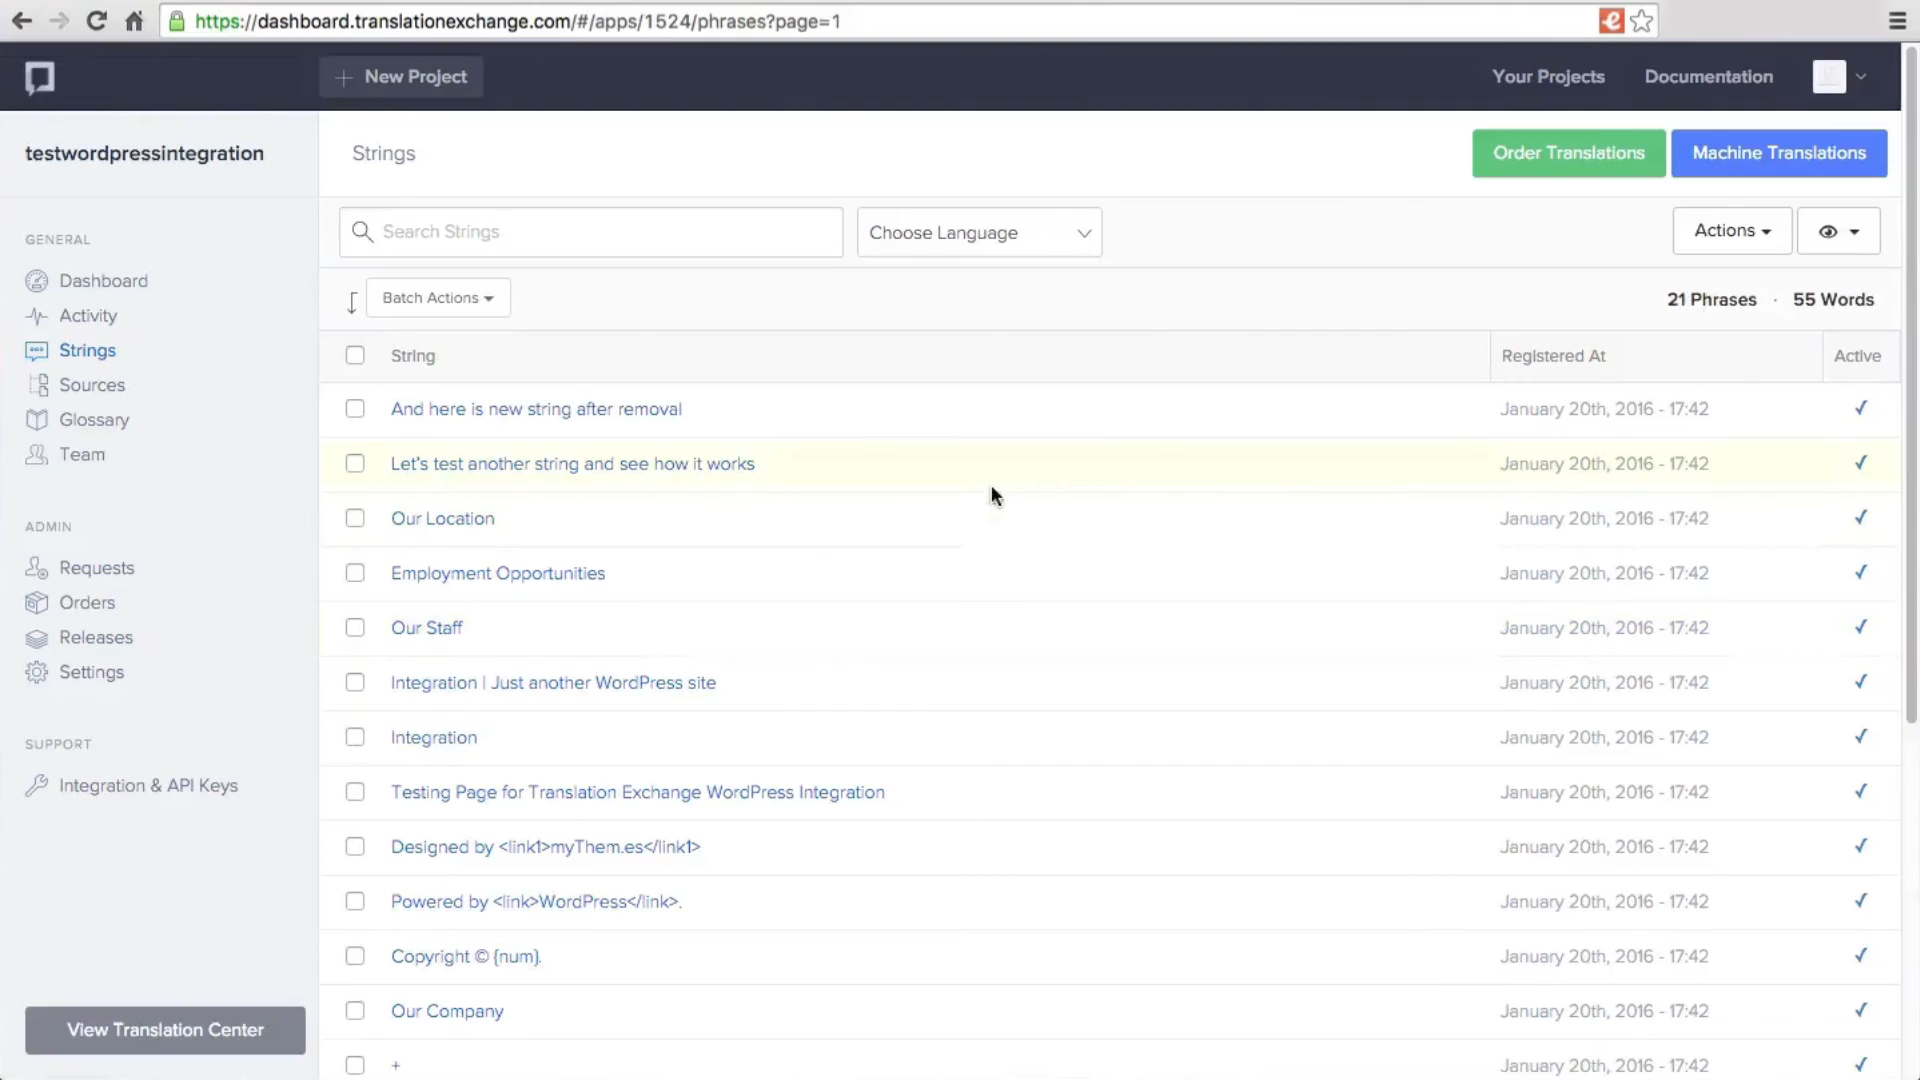 https://dashboard.translationexchange.com/#/apps/1524/phrases?page=1
+ New Project
Your Projects
Documentation
testwordpressintegration
Strings
Order Translations
Machine Translations
Search Strings
Choose Language
Actions
GENERAL
Dashboard
Activity
Strings
Sources
Glossary
Team
ADMIN
Requests
Orders
Releases
Settings
SUPPORT
Integration & API Keys
View Translation Center
Batch Actions
21 Phrases · 55 Words
String Registered At Active
And here is new string after removal January 20th, 2016 - 17:42
Let's test another string and see how it works January 20th, 2016 - 17:42
Our Location January 20th, 2016 - 17:42
Employment Opportunities January 20th, 2016 - 17:42
Our Staff January 20th, 2016 - 17:42
Integration | Just another WordPress site January 20th, 2016 - 17:42
Integration January 20th, 2016 - 17:42
Testing Page for Translation Exchange WordPress Integration January 20th, 2016 - 17:42
Designed by <link1>myThem.es</link1> January 20th, 2016 - 17:42
Powered by <link>WordPress</link>. January 20th, 2016 - 17:42
Copyright © {num}. January 20th, 2016 - 17:42
Our Company January 20th, 2016 - 17:42
+ January 20th, 2016 - 17:42